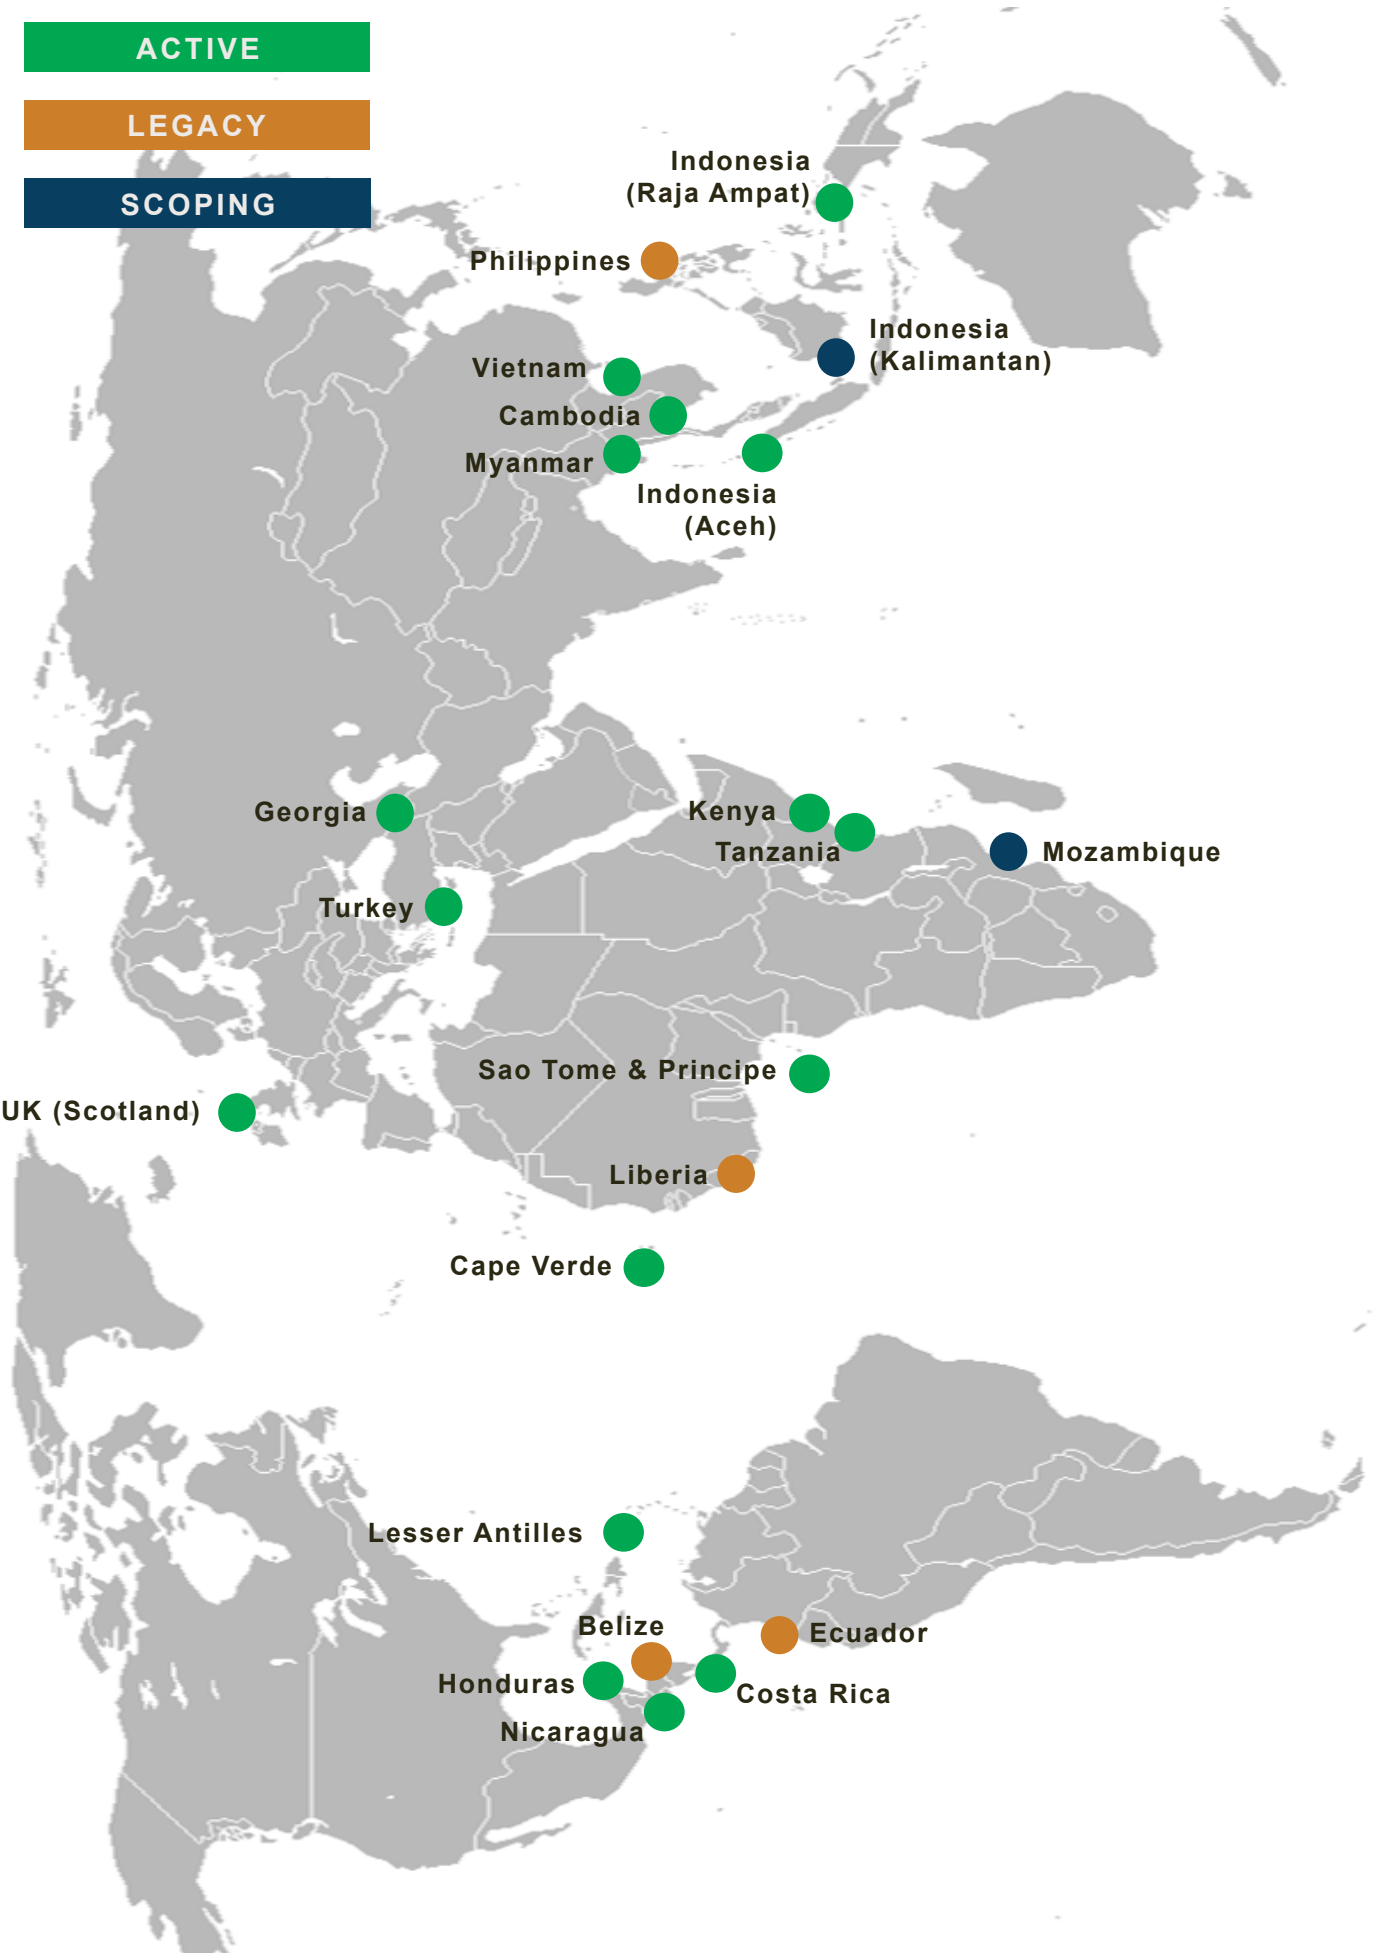 ACTIVE
LEGACY
SCOPING
Indonesia
(Raja Ampat)
Philippines
Indonesia
(Kalimantan)
Vietnam
Cambodia
Myanmar
Indonesia
(Aceh)
Georgia
Kenya
Tanzania
Mozambique
Turkey
Sao Tome & Principe
UK (Scotland)
Liberia
Cape Verde
Lesser Antilles
Belize
Ecuador
Honduras
Costa Rica
Nicaragua